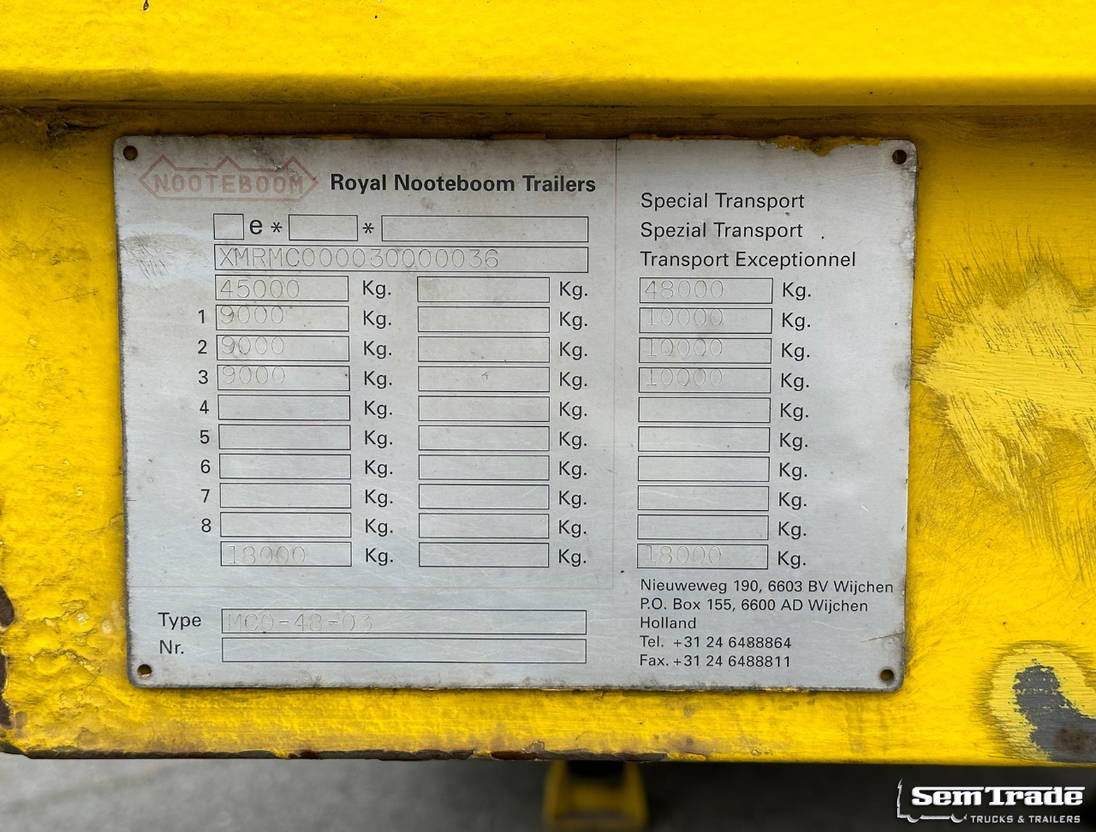 NOOTEBOOM Royal Nooteboom Trailers
e * *
XMRMC000030000036
45000 Kg. Kg.
1 9000 Kg. Kg.
2 9000 Kg. Kg.
3 9000 Kg. Kg.
4 Kg. Kg.
5 Kg. Kg.
6 Kg. Kg.
7 Kg. Kg.
8 Kg. Kg.
18000 Kg. Kg.
Type MCO-48-03
Nr.
Special Transport
Spezial Transport
Transport Exceptionnel
48000 Kg.
10000 Kg.
10000 Kg.
10000 Kg.
Kg.
Kg.
Kg.
Kg.
Kg.
18000 Kg.
Nieuweweg 190, 6603 BV Wijchen
P.O. Box 155, 6600 AD Wijchen
Holland
Tel. +31 24 6488864
Fax. +31 24 6488811
SemTrade
TRUCKS & TRAILERS